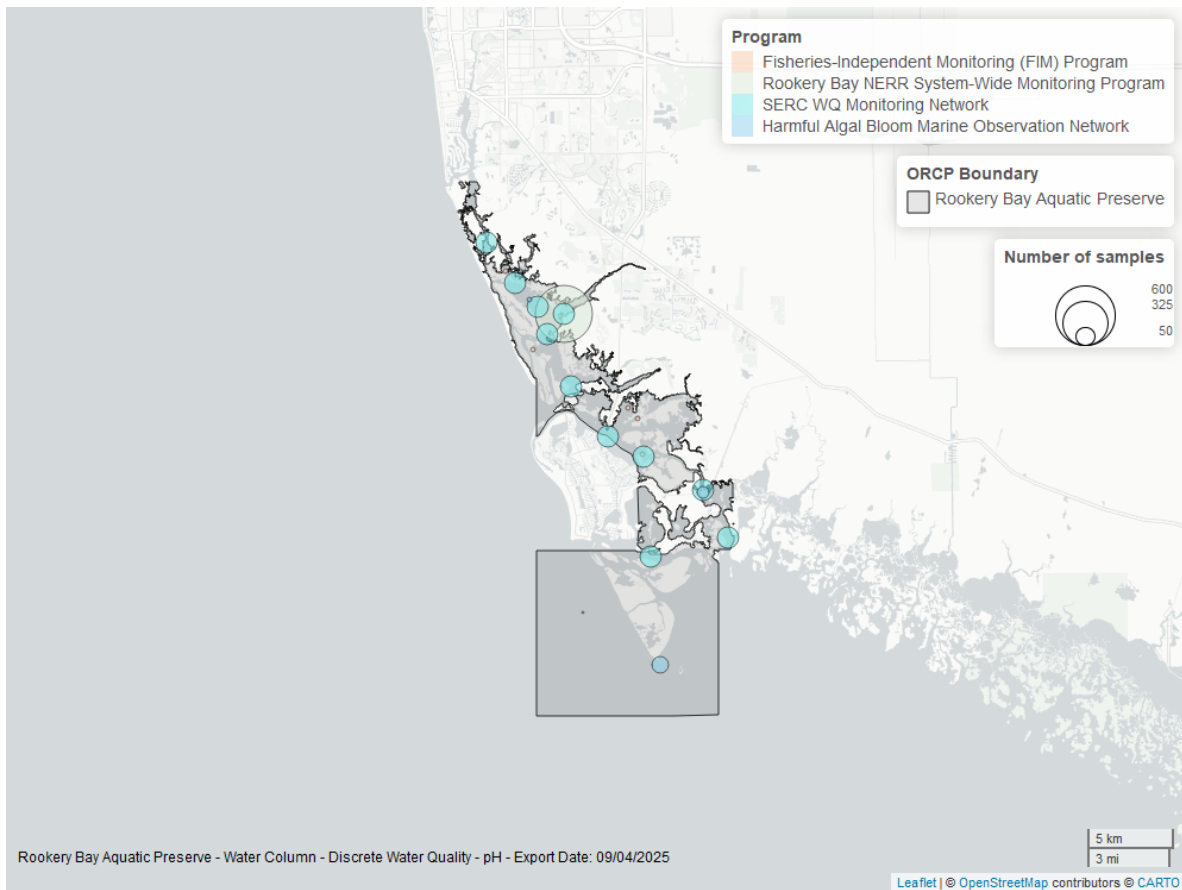 Program
Fisheries-Independent Monitoring (FIM) Program
Rookery Bay NERR System-Wide Monitoring Program
SERC WQ Monitoring Network
Harmful Algal Bloom Marine Observation Network
ORCP Boundary
Rookery Bay Aquatic Preserve
Number of samples
600
325
50
5 km
3 mi
Rookery Bay Aquatic Preserve - Water Column - Discrete Water Quality - pH - Export Date: 09/04/2025
Leaflet | © OpenStreetMap contributors © CARTO